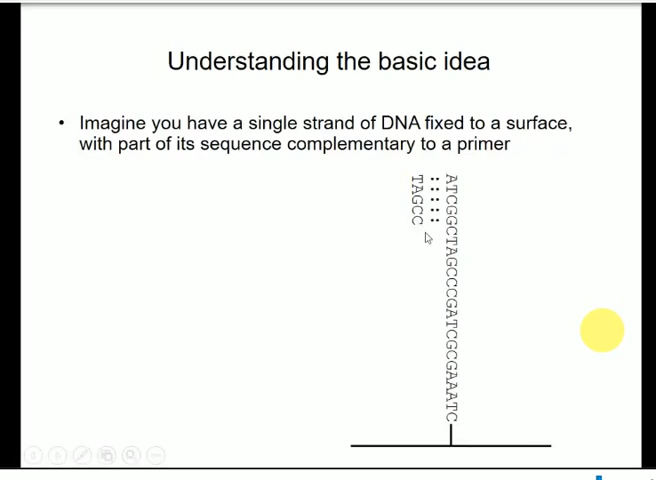 Understanding the basic idea
• Imagine you have a single strand of DNA fixed to a surface,
with part of its sequence complementary to a primer
ATCGGCTAGCCCGATCGCGAAATC
TAGCC